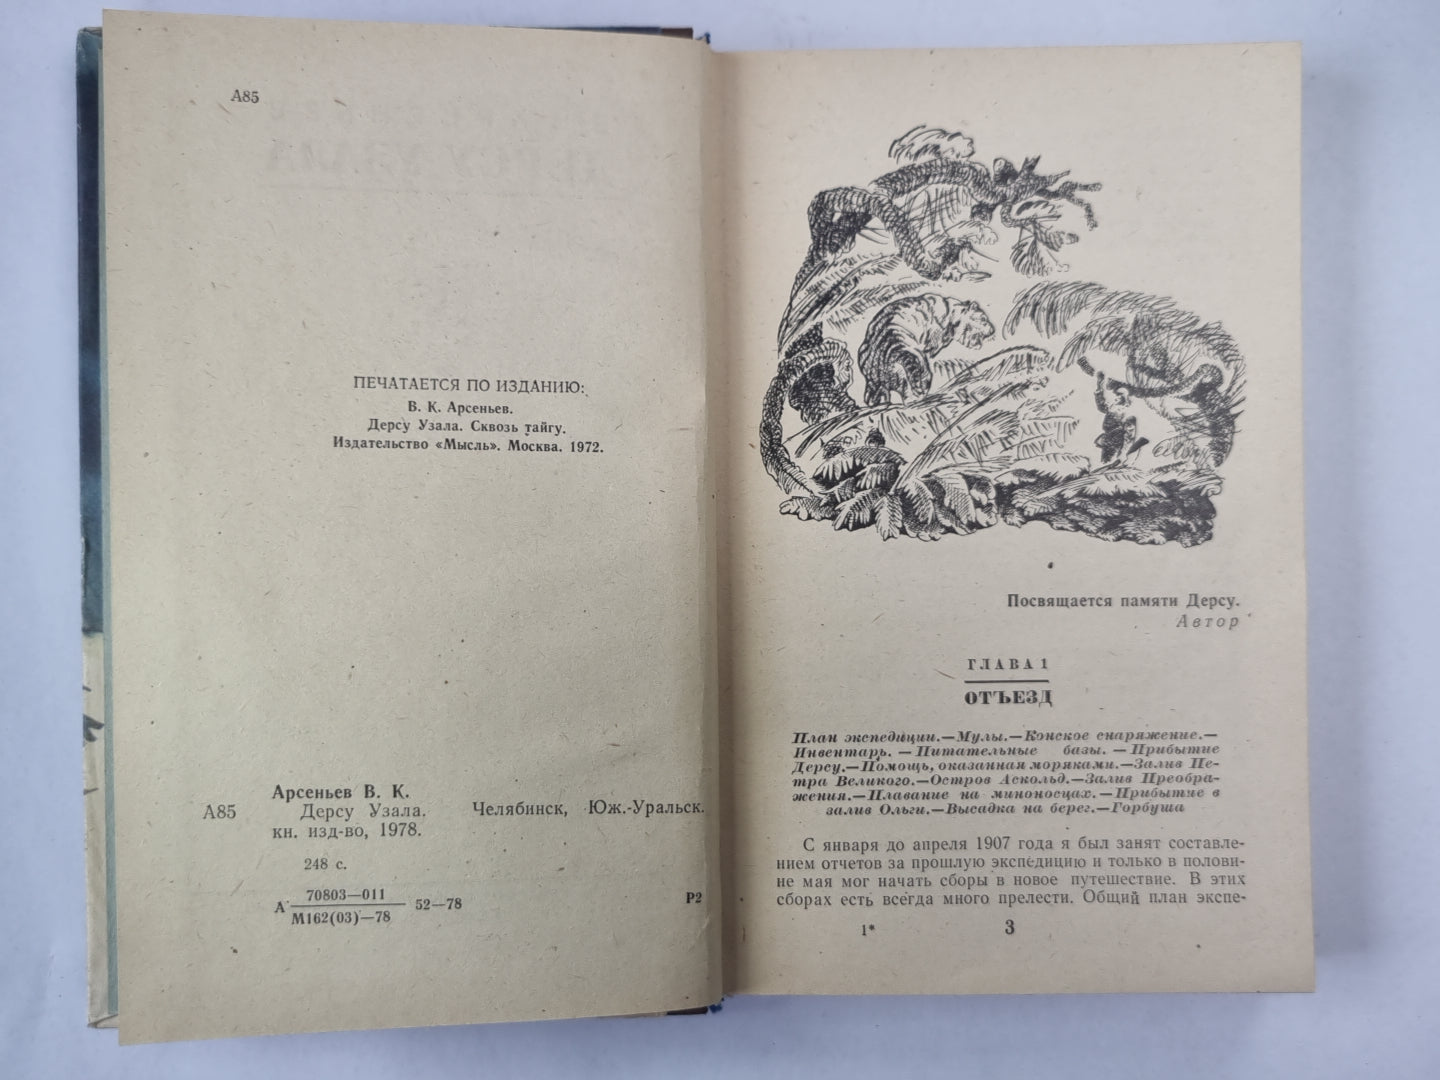 А85
ПЕЧАТАЕТСЯ ПО ИЗДАНИЮ:
В. К. Арсеньев.
Дерсу Узала. Сквозь тайгу.
Издательство «Мысль». Москва. 1972.
Арсеньев В. К.
А85 Дерсу Узала. Челябинск, Юж.-Уральск.
кн. изд-во, 1978.
248 с.
А 70803—011
М162(03)—78 52—78 Р2
Посвящается памяти Дерсу.
Автор
ГЛАВА 1
ОТЪЕЗД
План экспедиции.—Мулы.—Конское снаряжение.—
Инвентарь. — Питательные базы. — Прибытие
Дерсу.—Помощь, оказанная моряками.—Залив Пе-
тра Великого.—Остров Аскольд.—Залив Преобра-
жения.—Плавание на миноносцах.—Прибытие в
залив Ольги.—Высадка на берег.—Горбуша
С января до апреля 1907 года я был занят составле-
нием отчетов за прошлую экспедицию и только в полови-
не мая мог начать сборы в новое путешествие. В этих
сборах есть всегда много прелести. Общий план экспе-
1* 3